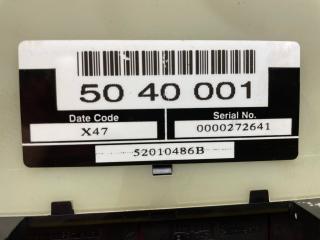 50 40 001
Date Code Serial No.
X47 0000272641
52010486B